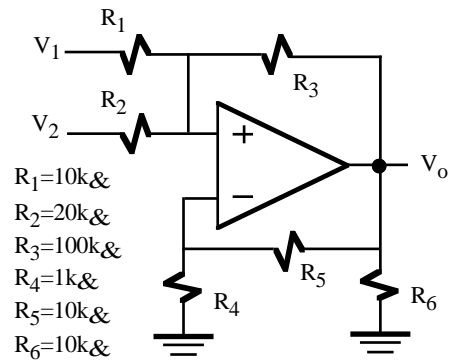 R1
V1
R3
R2
V2
+
Vo
−
R1=10k&
R2=20k&
R3=100k&
R4=1k&
R5=10k&
R6=10k&
R5
R4
R6